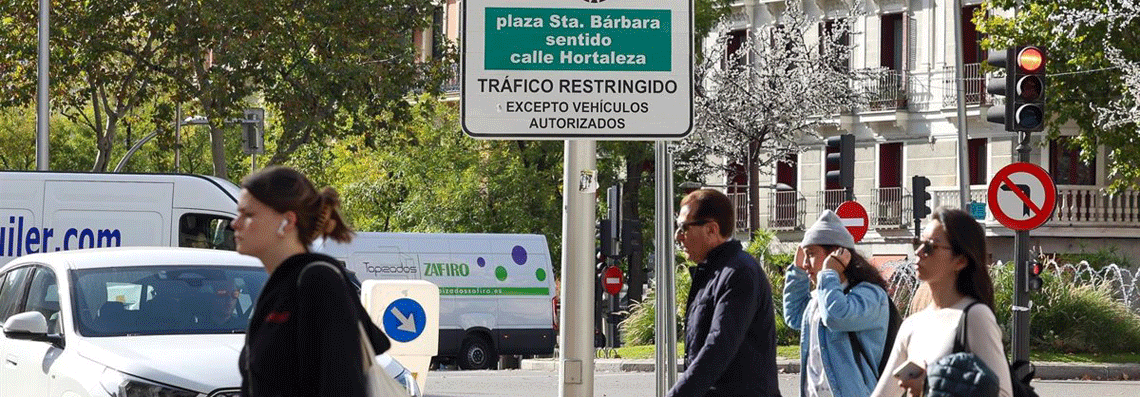 plaza Sta. Bárbara
sentido
calle Hortaleza
TRÁFICO RESTRINGIDO
EXCEPTO VEHÍCULOS
AUTORIZADOS
uiler.com
Tapizados ZAFIRO